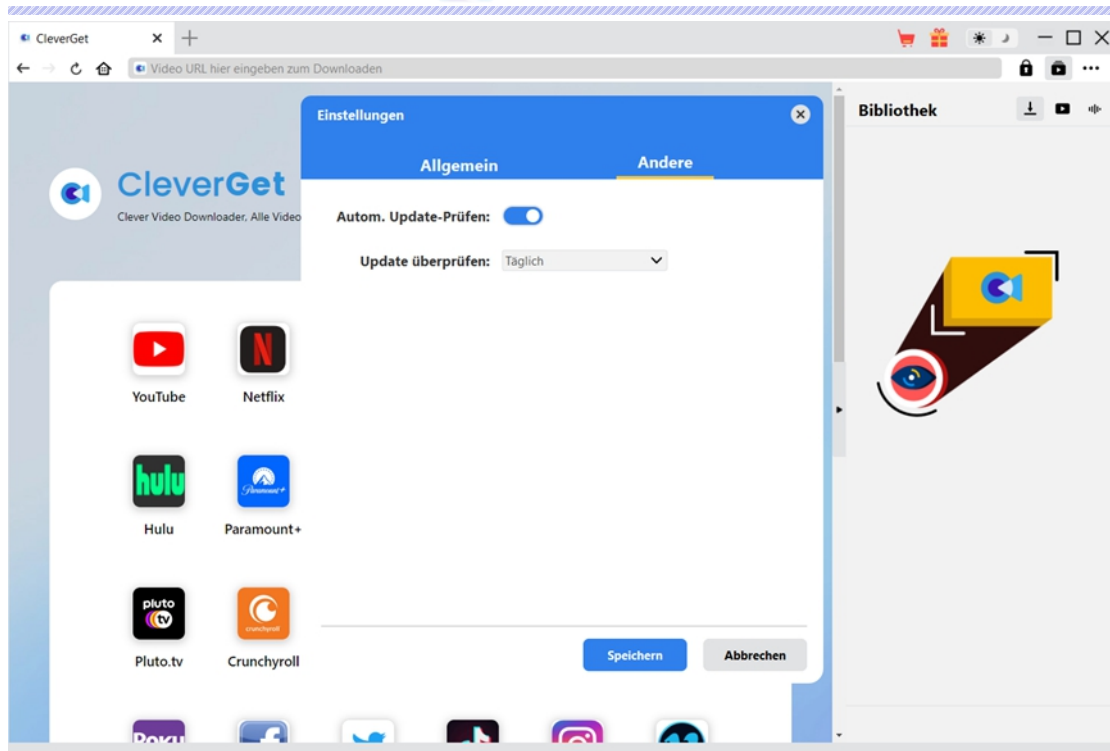 CleverGet
Video URL hier eingeben zum Downloaden
Einstellungen
Allgemein
Andere
Autom. Update-Prüfen:
Update überprüfen:
Täglich
Speichern
Abbrechen
Bibliothek
CleverGet
Clever Video Downloader, Alle Video
YouTube
Netflix
hulu
Paramount+
Hulu
Paramount+
pluto
tv
crunchyroll
Pluto.tv
Crunchyroll
Roku